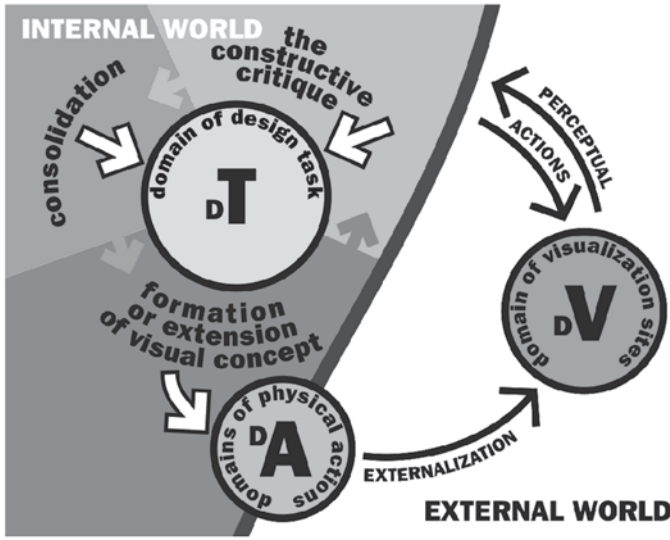 INTERNAL WORLD
the
constructive
critique
consolidation
domain of design task
DT
formation
or extension
of visual concept
domains of physical actions
DA
EXTERNALIZATION
PERCEPTUAL
ACTIONS
domain of visualization sites
DV
EXTERNAL WORLD